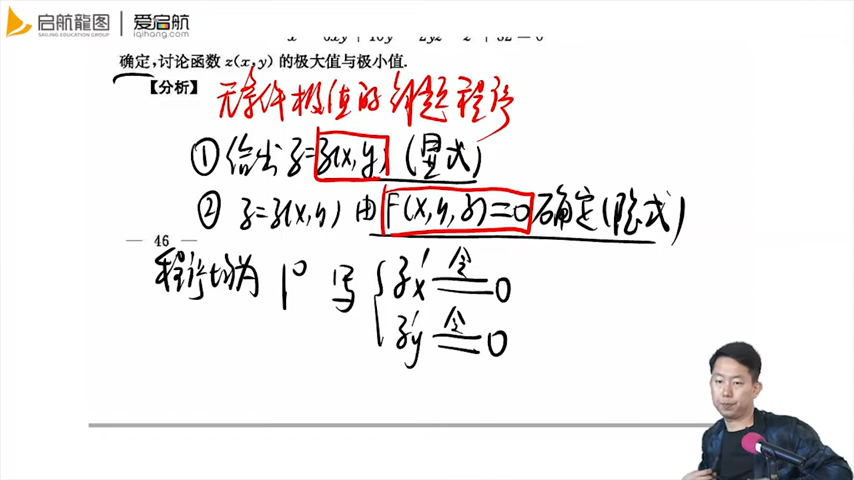 启航龍图 爱启航
SAILING EDUCATION GROUP iqihang.com
确定,讨论函数 z(x,y) 的极大值与极小值.
【分析】
无条件极值的解题程序
① 给出 z=z(x,y) (显式)
② z=z(x,y) 由 F(x,y,z)=0 确定(隐式)
— 46 —
程序均为 1° 写 { z'x 令= 0
z'y 令= 0